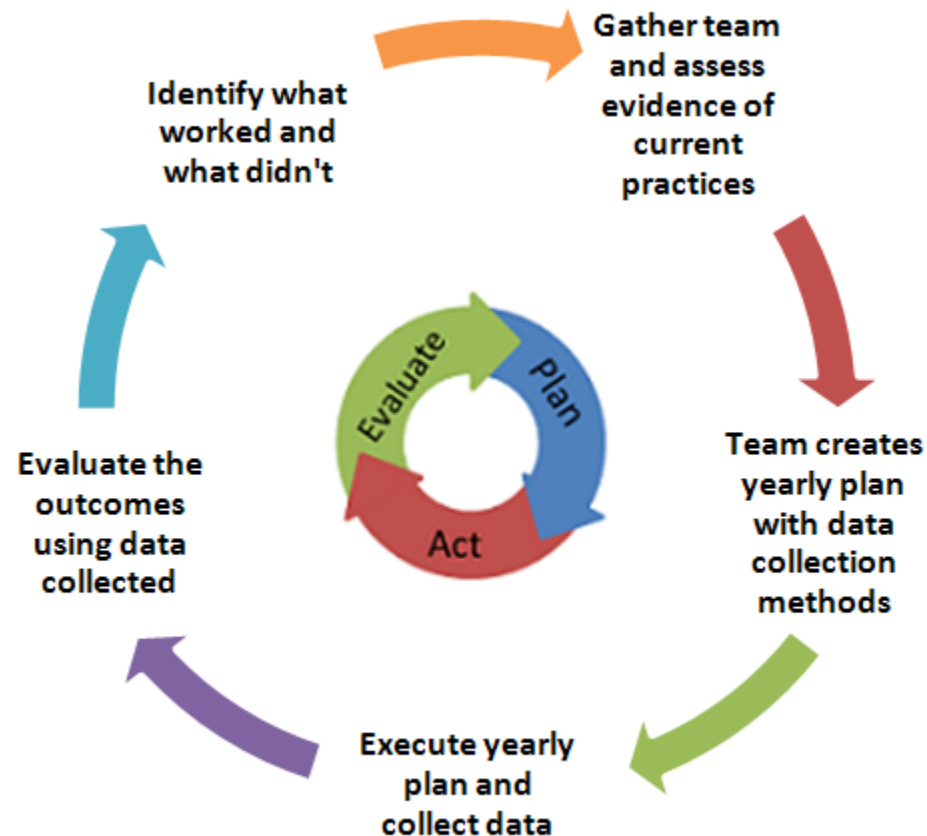 Gather team
and assess
evidence of
current
practices
Team creates
yearly plan
with data
collection
methods
Execute yearly
plan and
collect data
Evaluate the
outcomes
using data
collected
Identify what
worked and
what didn't
Plan
Act
Evaluate